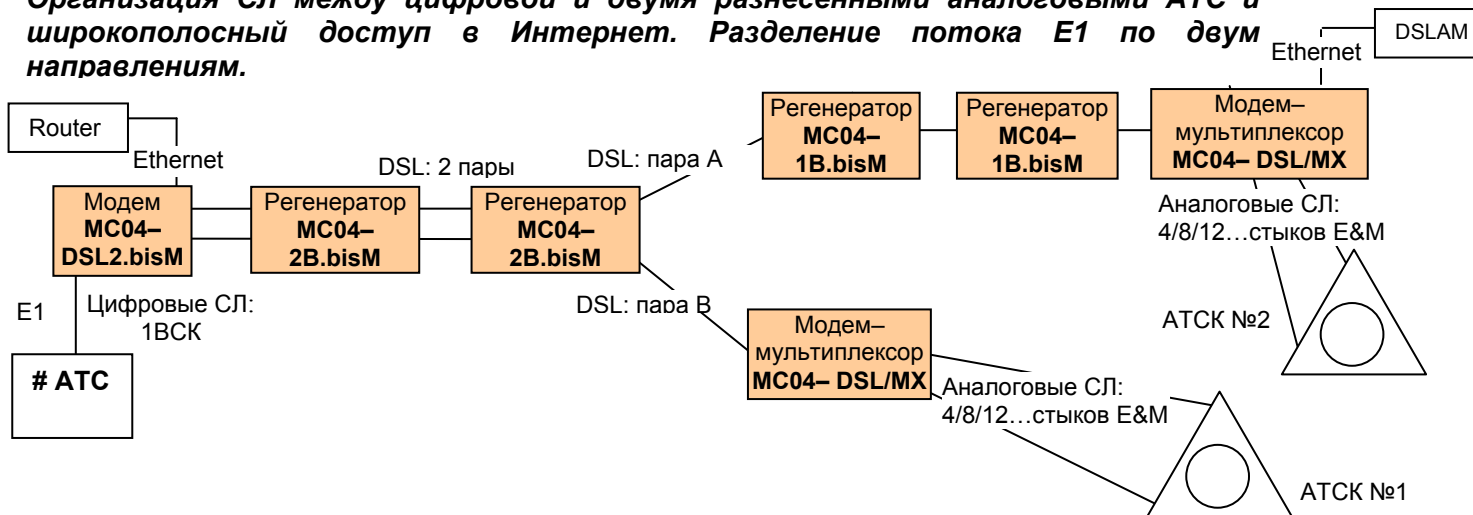 Организация СЛ между цифровой и двумя разнесенными аналоговыми АТС и
широкополосный доступ в Интернет. Разделение потока Е1 по двум
направлениям.
DSLAM
Ethernet
Router
Ethernet
DSL: 2 пары
DSL: пара А
Регенератор
МС04–
1В.bisM
Регенератор
МС04–
1В.bisM
Модем–
мультиплексор
МС04– DSL/MX
Модем
МС04–
DSL2.bisM
Регенератор
МС04–
2В.bisM
Регенератор
МС04–
2В.bisM
Аналоговые СЛ:
4/8/12…стыков E&M
Е1
Цифровые СЛ:
1ВСК
DSL: пара В
АТСК №2
# АТС
Модем–
мультиплексор
МС04– DSL/MX
Аналоговые СЛ:
4/8/12…стыков E&M
АТСК №1